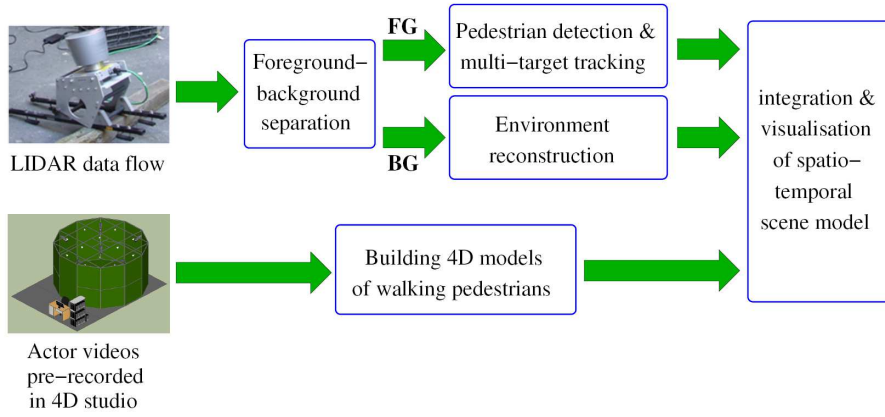 LIDAR data flow
Foreground−
background
separation
FG
BG
Pedestrian detection &
multi−target tracking
Environment
reconstruction
Actor videos
pre−recorded
in 4D studio
Building 4D models
of walking pedestrians
integration &
visualisation
of spatio−
temporal
scene model